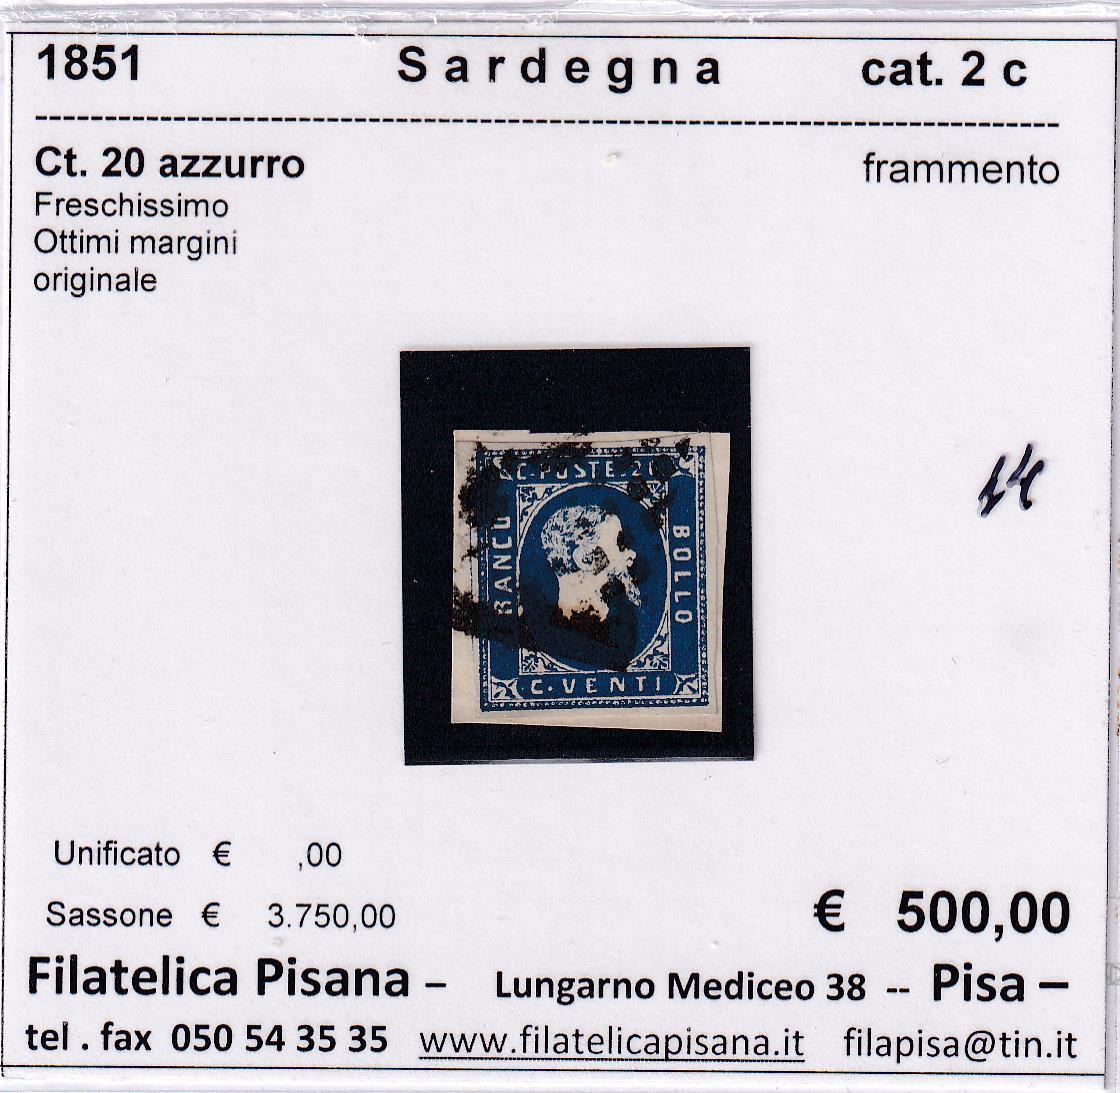 1851 Sardegna cat. 2 c
Ct. 20 azzurro frammento
Freschissimo
Ottimi margini
originale
C. POSTE. 20
FRANCO
BOLLO
C. VENTI
14
Unificato € ,00
Sassone € 3.750,00
€ 500,00
Filatelica Pisana – Lungarno Mediceo 38 -- Pisa –
tel . fax 050 54 35 35 www.filatelicapisana.it filapisa@tin.it